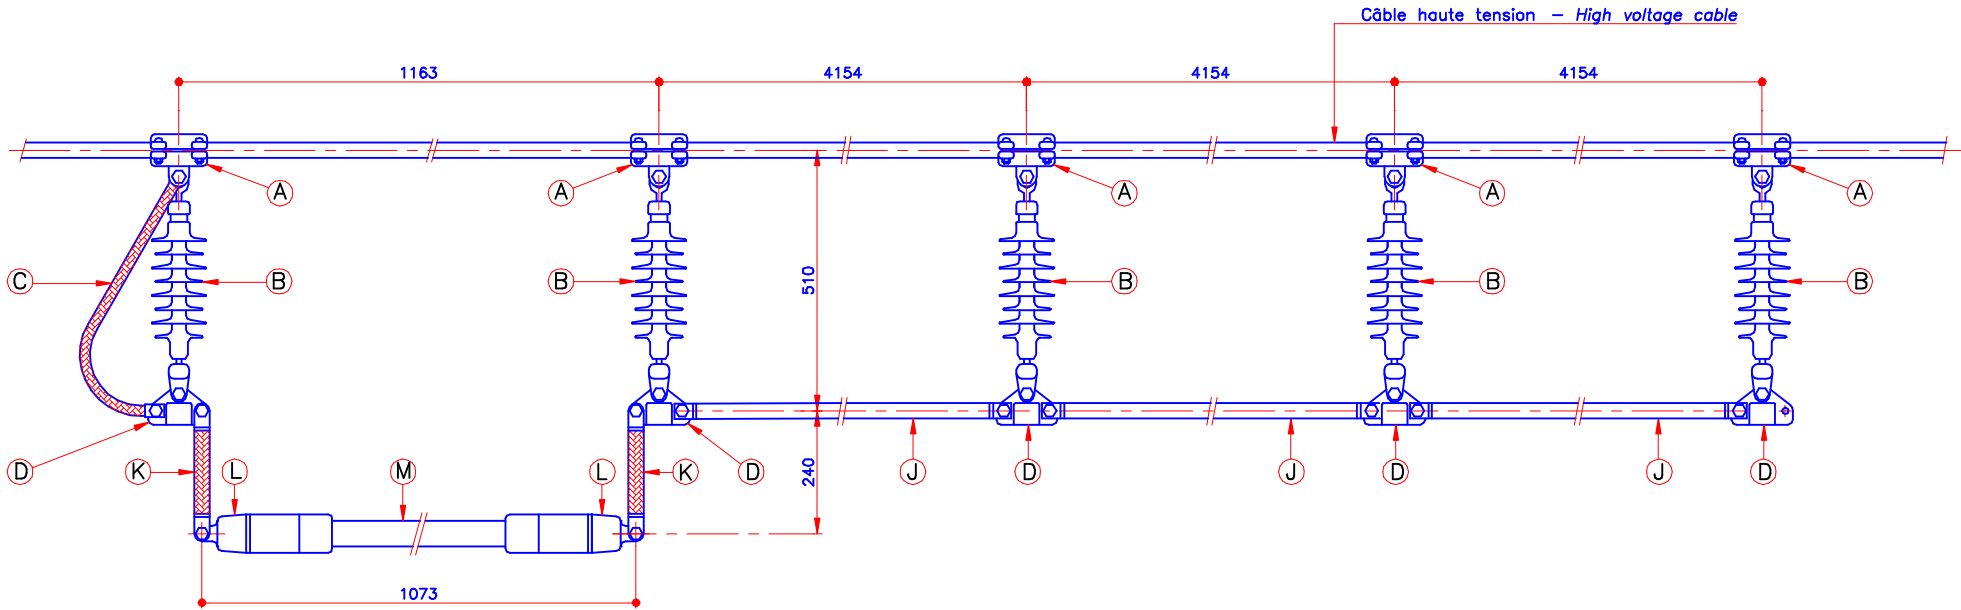 Câble haute tension – High voltage cable
1163 4154 4154 4154
A A A A A
C B B B B B
510
D K L M L K D J D J D J D
240
1073